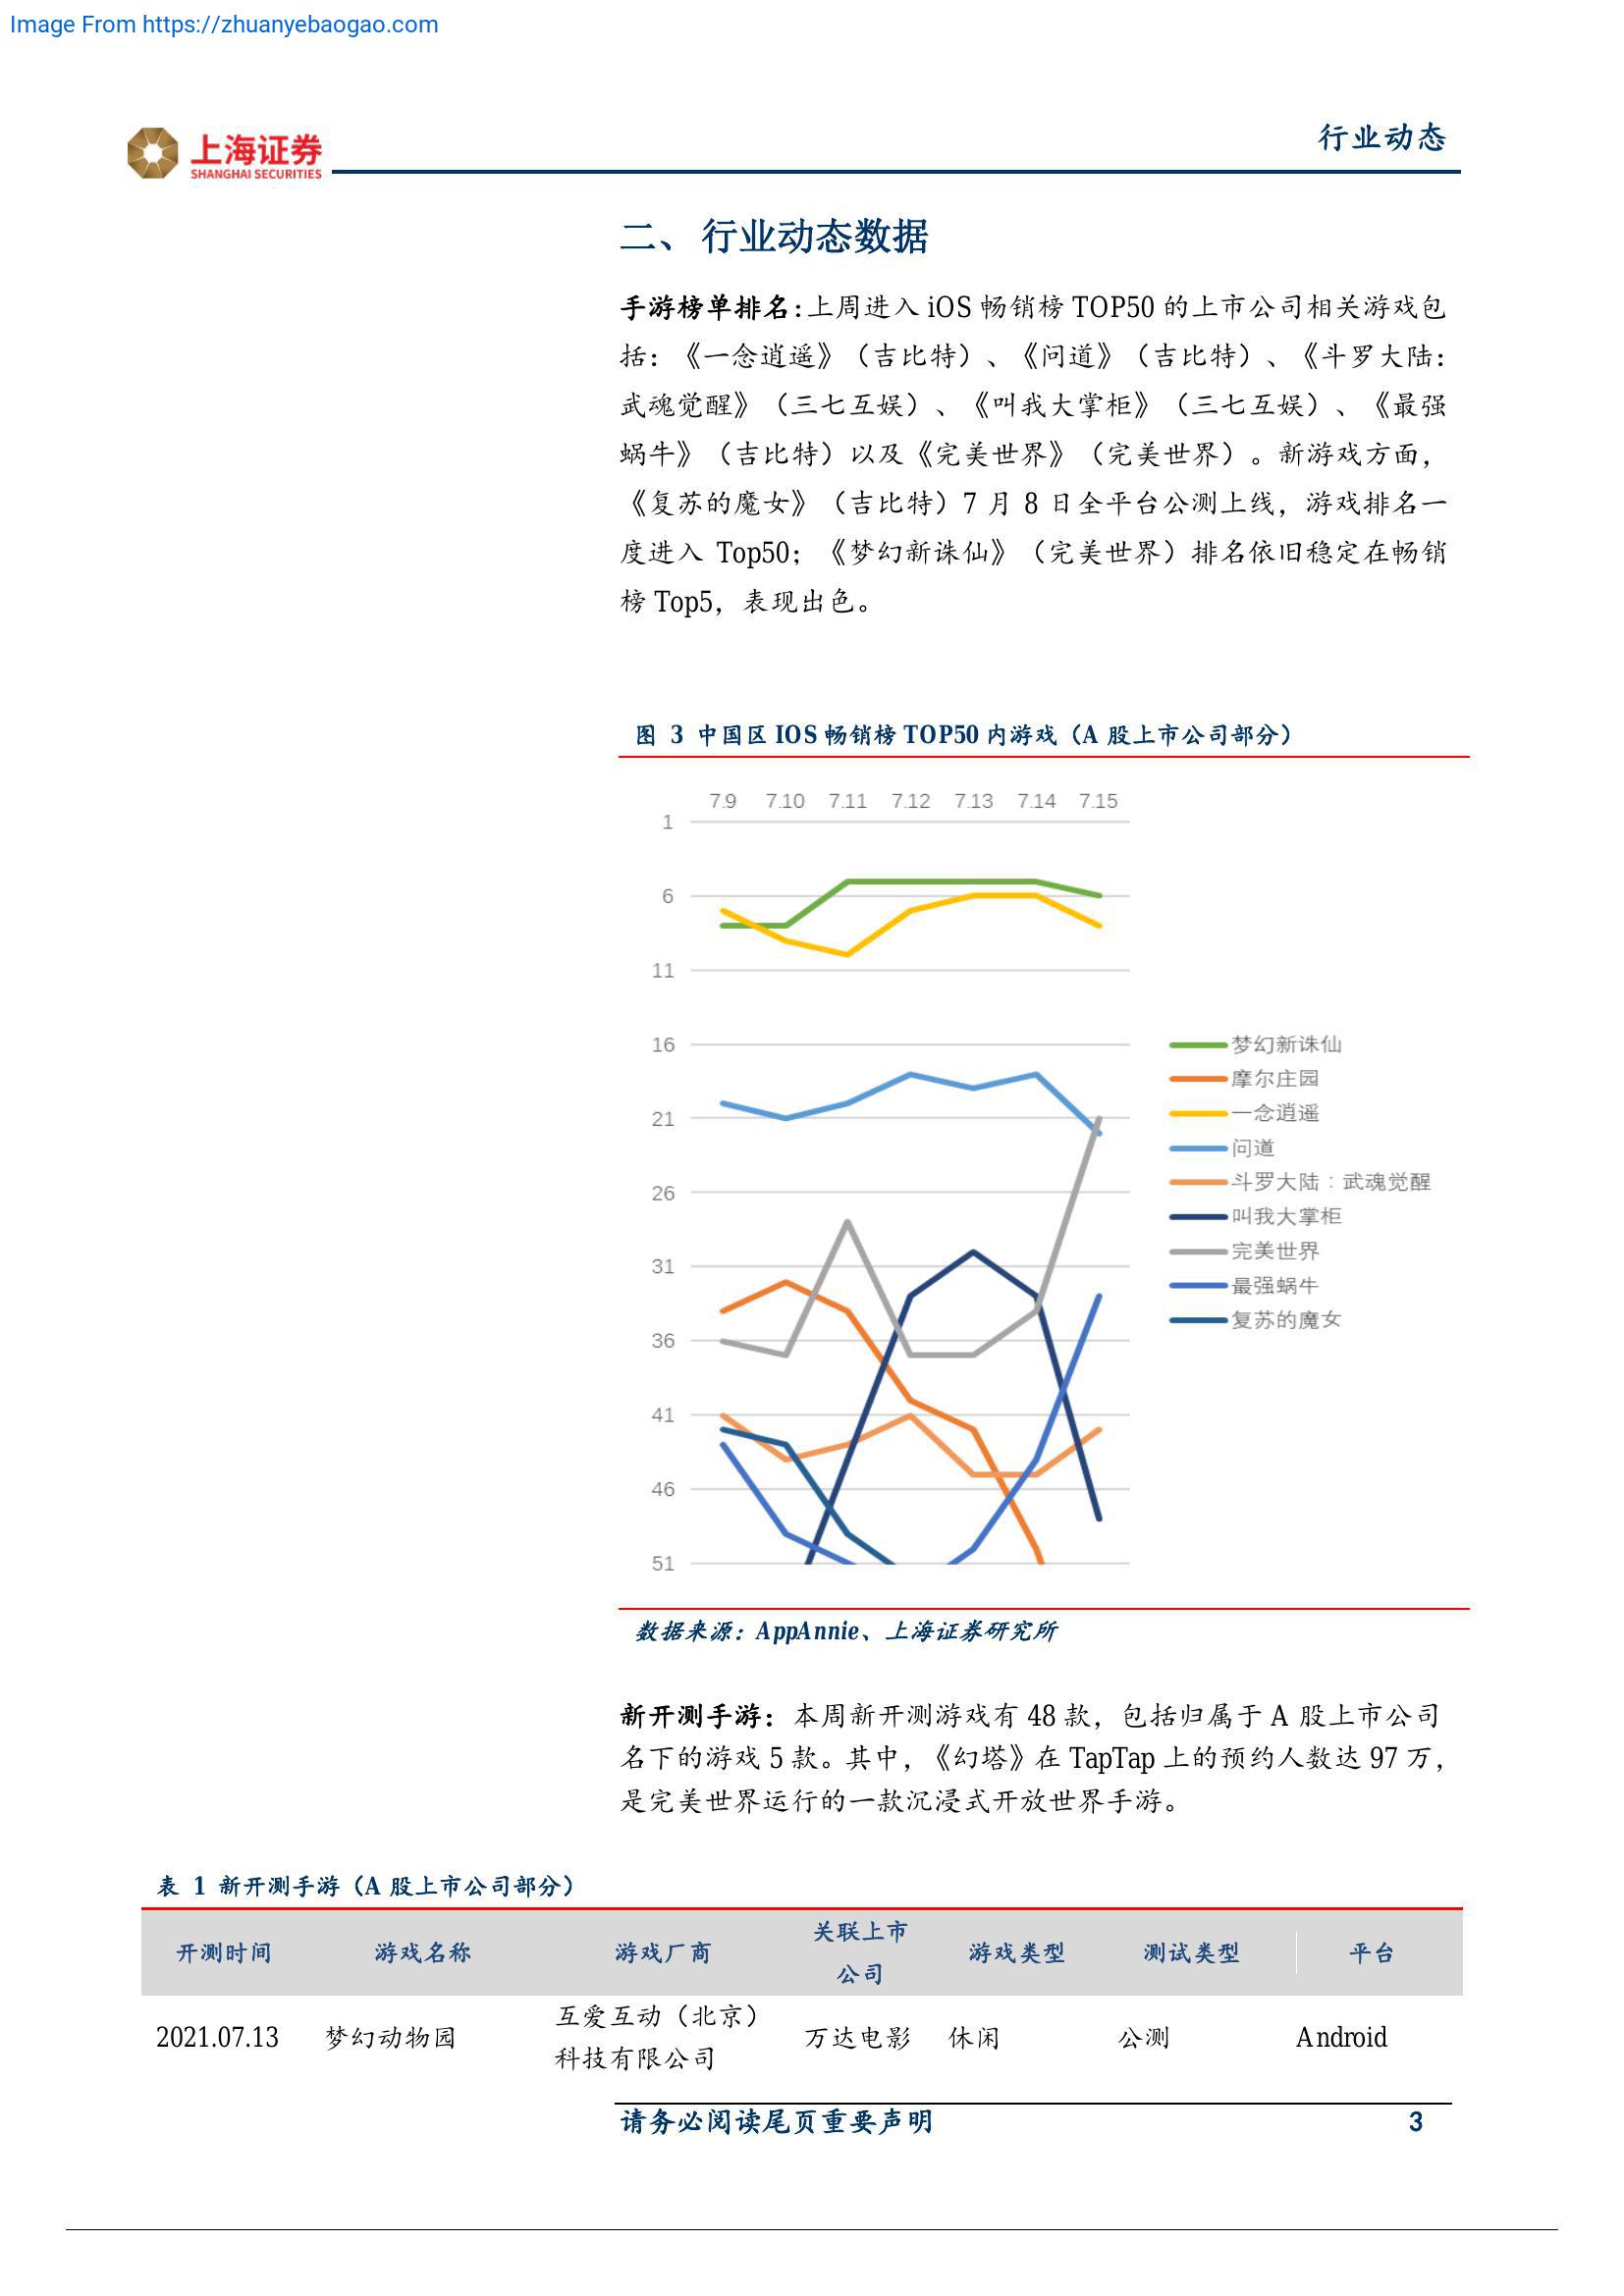 Image From https://zhuanyebaogao.com
上海证券
SHANGHAI SECURITIES
行业动态
二、 行业动态数据
手游榜单排名：上周进入 iOS 畅销榜 TOP50 的上市公司相关游戏包
括：《一念逍遥》（吉比特）、《问道》（吉比特）、《斗罗大陆：
武魂觉醒》（三七互娱）、《叫我大掌柜》（三七互娱）、《最强
蜗牛》（吉比特）以及《完美世界》（完美世界）。新游戏方面，
《复苏的魔女》（吉比特）7 月 8 日全平台公测上线，游戏排名一
度进入 Top50；《梦幻新诛仙》（完美世界）排名依旧稳定在畅销
榜 Top5，表现出色。
图 3 中国区 IOS 畅销榜 TOP50 内游戏（A 股上市公司部分）
7.9 7.10 7.11 7.12 7.13 7.14 7.15
1
6
11
16
21
26
31
36
41
46
51
梦幻新诛仙
摩尔庄园
一念逍遥
问道
斗罗大陆：武魂觉醒
叫我大掌柜
完美世界
最强蜗牛
复苏的魔女
数据来源：AppAnnie、上海证券研究所
新开测手游：本周新开测游戏有 48 款，包括归属于 A 股上市公司
名下的游戏 5 款。其中，《幻塔》在 TapTap 上的预约人数达 97 万，
是完美世界运行的一款沉浸式开放世界手游。
表 1 新开测手游（A 股上市公司部分）
开测时间 游戏名称 游戏厂商 关联上市 游戏类型 测试类型 平台
公司
2021.07.13 梦幻动物园 互爱互动（北京） 万达电影 休闲 公测 Android
科技有限公司
请务必阅读尾页重要声明 3